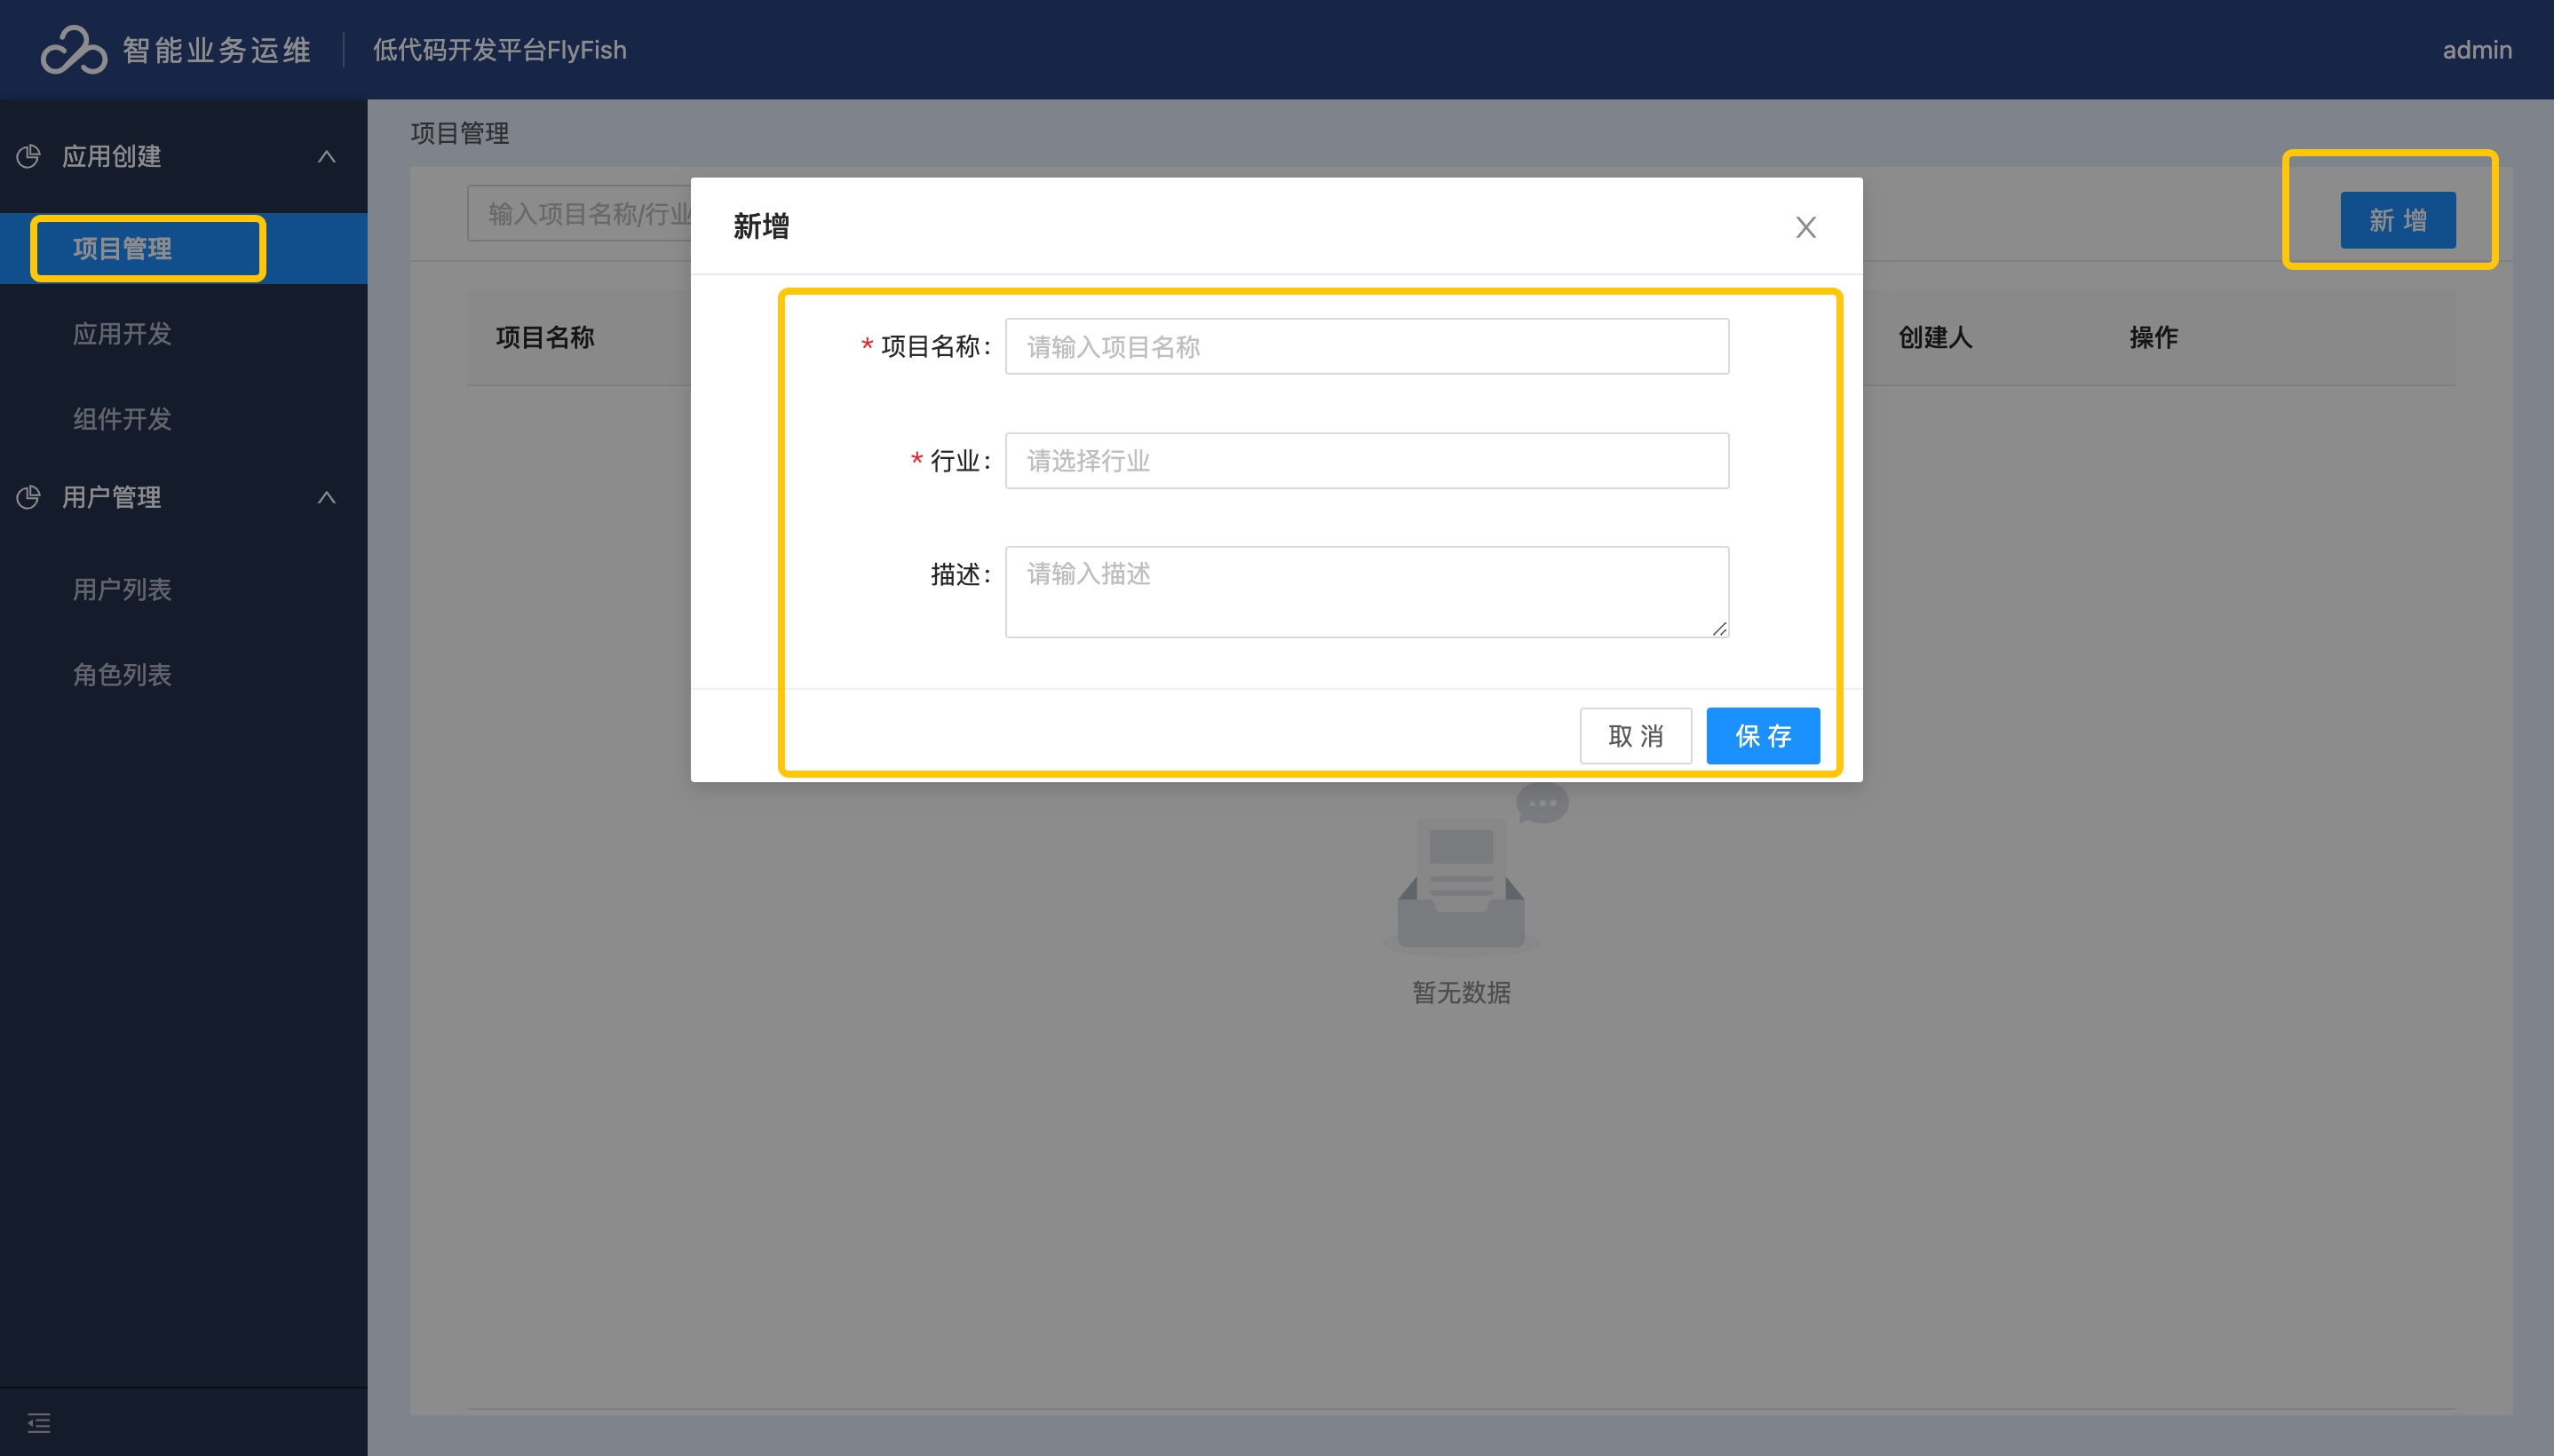 智能业务运维
低代码开发平台FlyFish
admin
应用创建
项目管理
应用开发
组件开发
用户管理
用户列表
角色列表
项目管理
输入项目名称/行业
新 增
项目名称
创建人
操作
新增
* 项目名称:
请输入项目名称
* 行业:
请选择行业
描述:
请输入描述
取 消
保 存
暂无数据